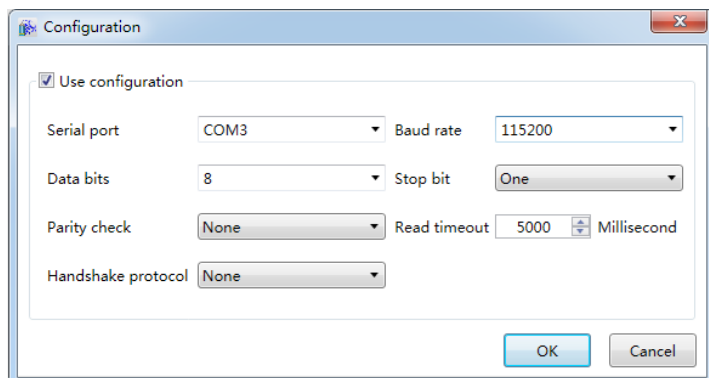 Configuration
Use configuration
Serial port COM3 Baud rate 115200
Data bits 8 Stop bit One
Parity check None Read timeout 5000 Millisecond
Handshake protocol None
OK Cancel